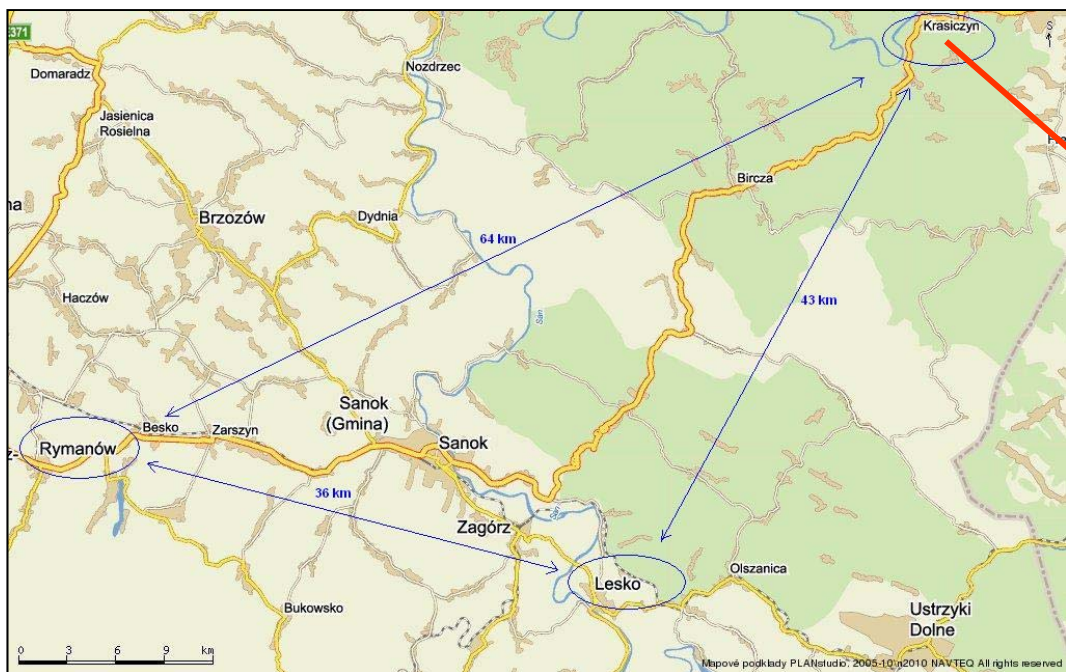 371
Krasiczyn
S
Domaradz
Nozdrzec
Jasienica
Rosielna
Bircza
na
Brzozów
Dydnia
64 km
43 km
Haczów
San
Sanok
(Gmina)
Besko
Zarszyn
Rymanów
Sanok
36 km
San
Zagórz
Lesko
Olszanica
Bukowsko
Ustrzyki
Dolne
0 3 6 9 km
Mapové podklady PLANstudio, 2005-10
2010 NAVTEQ All rights reserved